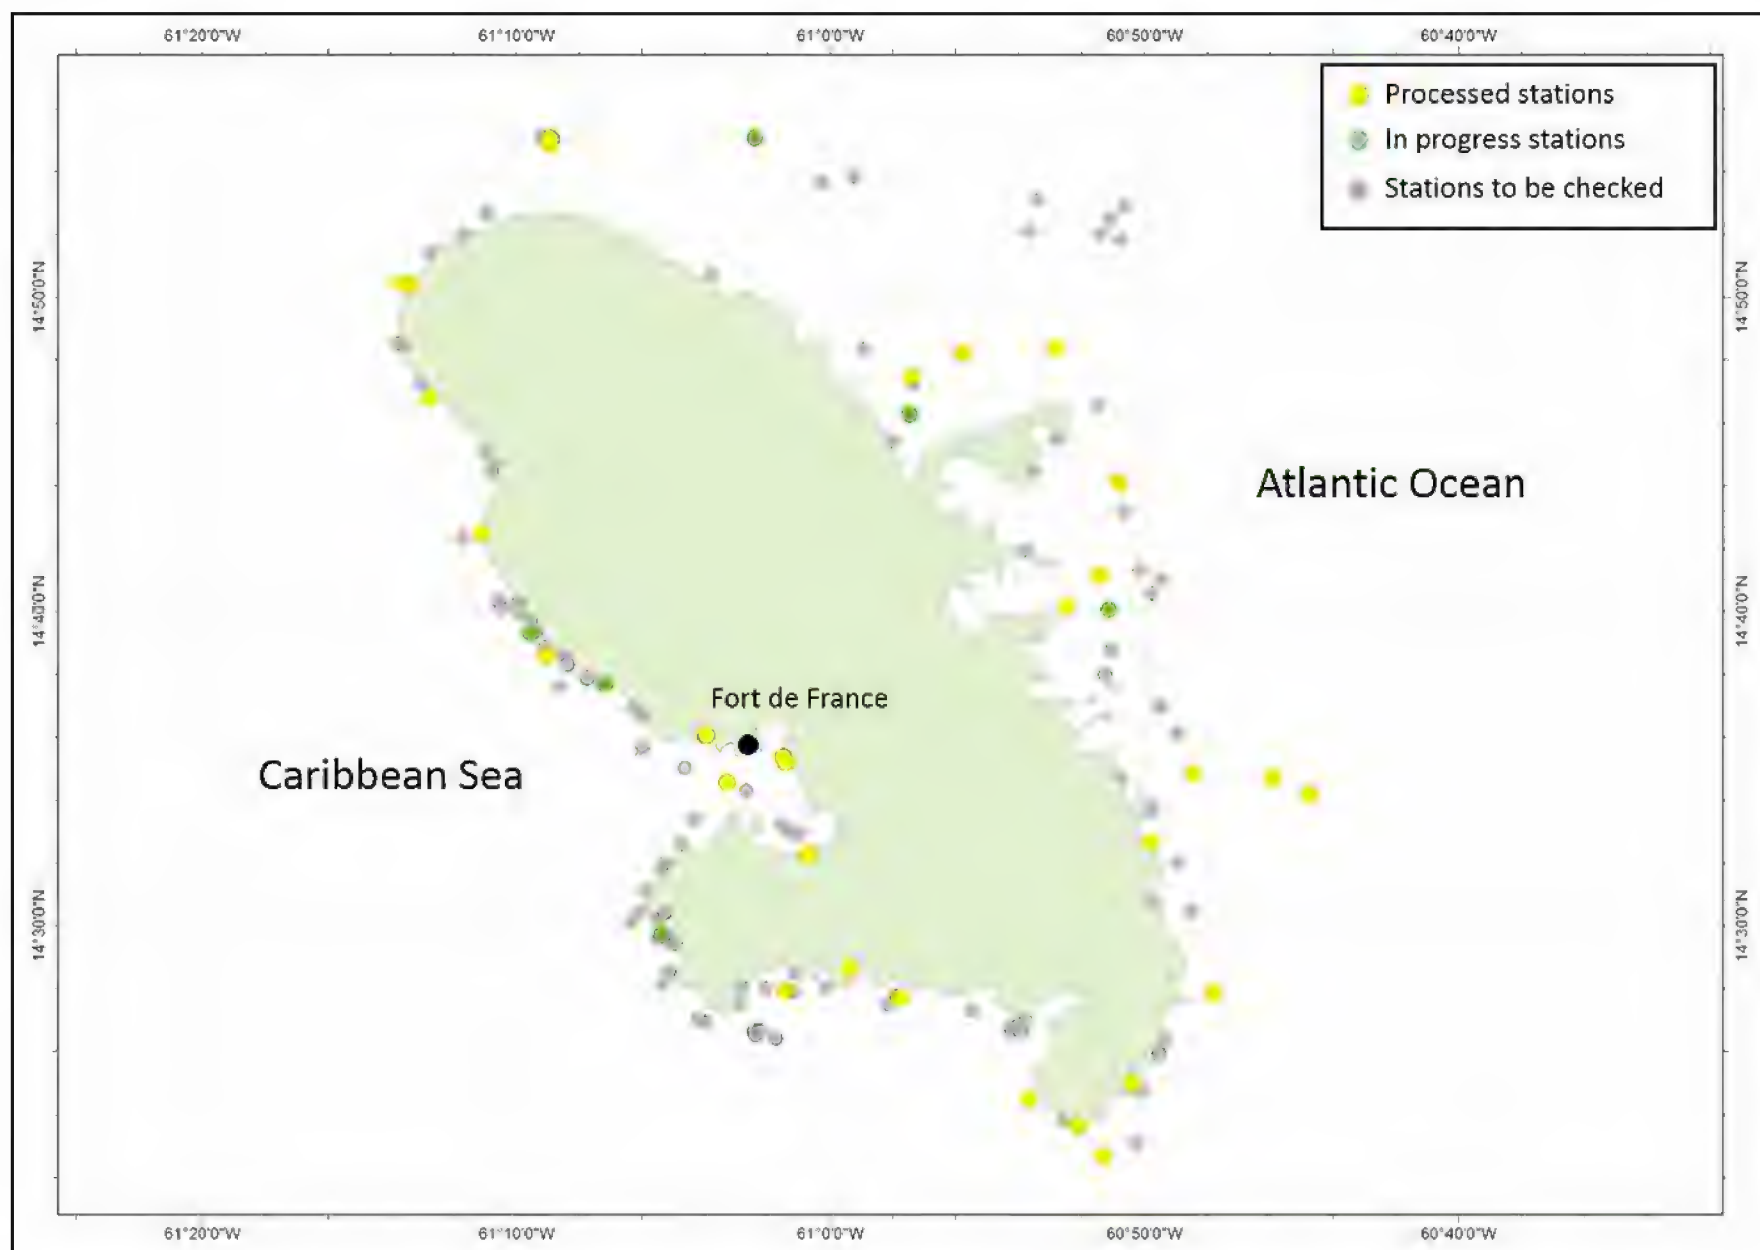 61°20'0"W 61°10'0"W 61°0'0"W 60°50'0"W 60°40'0"W
Processed stations
In progress stations
Stations to be checked
14°50'0"N 14°50'0"N
Atlantic Ocean
14°40'0"N 14°40'0"N
Fort de France
Caribbean Sea
14°30'0"N 14°30'0"N
61°20'0"W 61°10'0"W 61°0'0"W 60°50'0"W 60°40'0"W